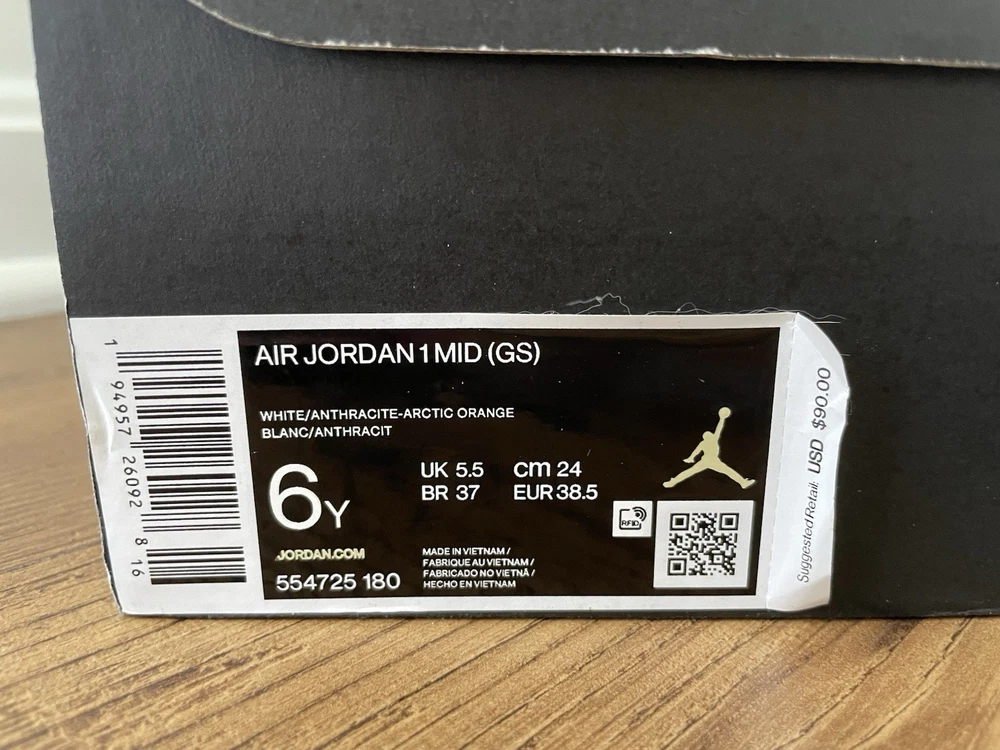 AIR JORDAN 1 MID (GS)
WHITE/ANTHRACITE-ARCTIC ORANGE
BLANC/ANTHRACIT
6Y
UK 5.5 cm 24
BR 37 EUR 38.5
JORDAN.COM
554725 180
MADE IN VIETNAM /
FABRIQUE AU VIETNAM /
FABRICADO NO VIETNÃ /
HECHO EN VIETNAM
RFID
1 94957 26092 8 16
Suggested Retail: USD $90.00